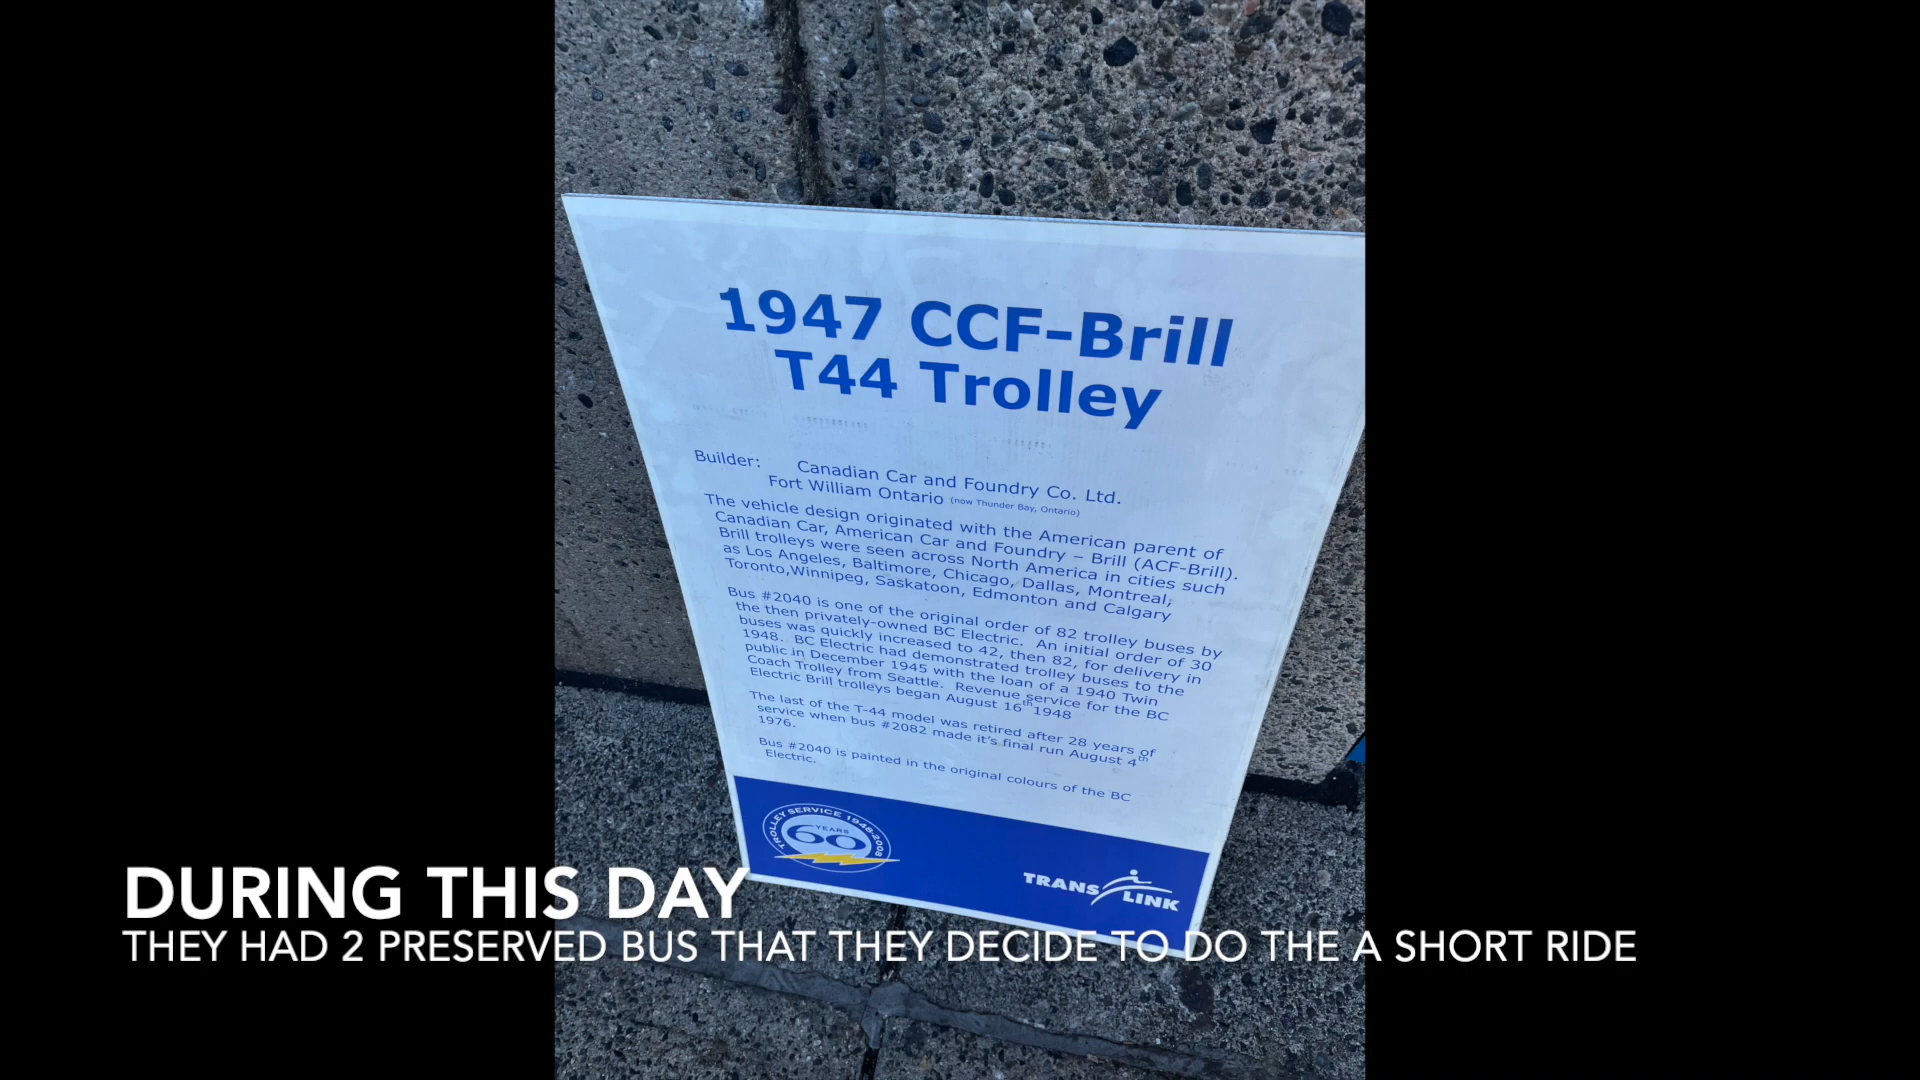 1947 CCF-Brill
T44 Trolley
Builder: Canadian Car and Foundry Co. Ltd.
Fort William Ontario (now Thunder Bay, Ontario)
The vehicle design originated with the American parent of
Canadian Car, American Car and Foundry – Brill (ACF-Brill).
Brill trolleys were seen across North America in cities such
as Los Angeles, Baltimore, Chicago, Dallas, Montreal,
Toronto,Winnipeg, Saskatoon, Edmonton and Calgary
Bus #2040 is one of the original order of 82 trolley buses by
the then privately-owned BC Electric. An initial order of 30
buses was quickly increased to 42, then 82, for delivery in
1948. BC Electric had demonstrated trolley buses to the
public in December 1945 with the loan of a 1940 Twin
Coach Trolley from Seattle. Revenue service for the BC
Electric Brill trolleys began August 16th 1948
The last of the T-44 model was retired after 28 years of
service when bus #2082 made it's final run August 4th
1976.
Bus #2040 is painted in the original colours of the BC
Electric.
TROLLEY SERVICE 1948-2008
YEARS
60
TRANS LINK
DURING THIS DAY
THEY HAD 2 PRESERVED BUS THAT THEY DECIDE TO DO THE A SHORT RIDE